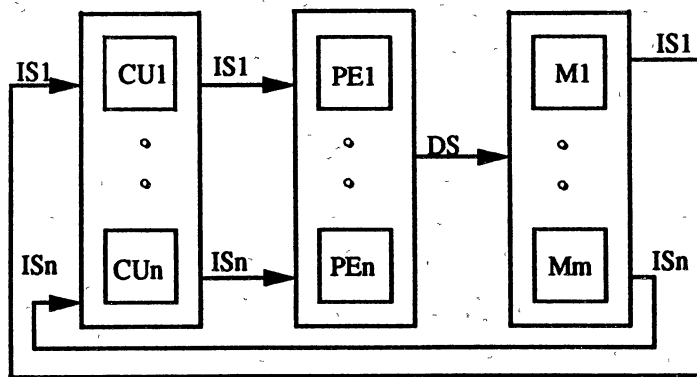 IS1
IS1 CU1 IS1 PE1 M1
DS
ISn CUn ISn PEn Mm ISn